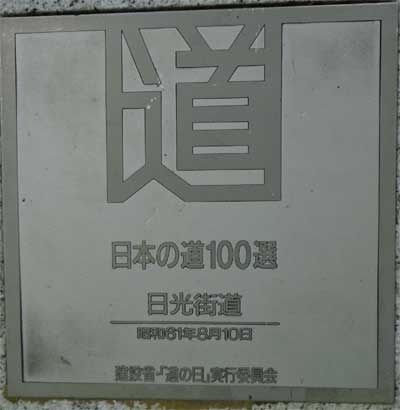 道
日本の道100選
日光街道
昭和61年8月10日
建設省・「道の日」実行委員会